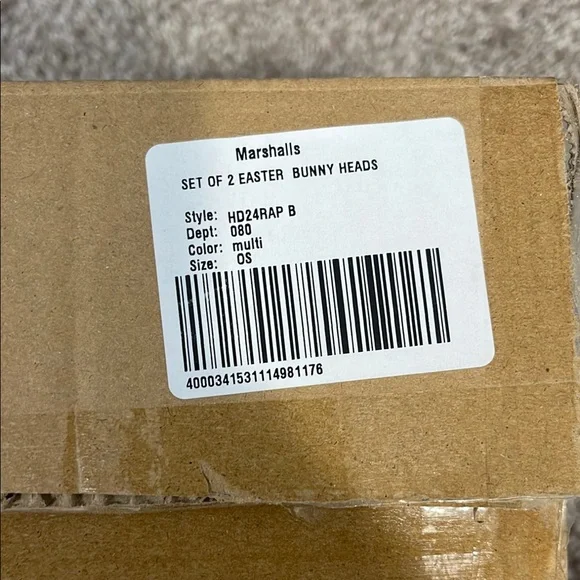 Marshalls
SET OF 2 EASTER BUNNY HEADS
Style: HD24RAP B
Dept: 080
Color: multi
Size: OS
4000341531114981176